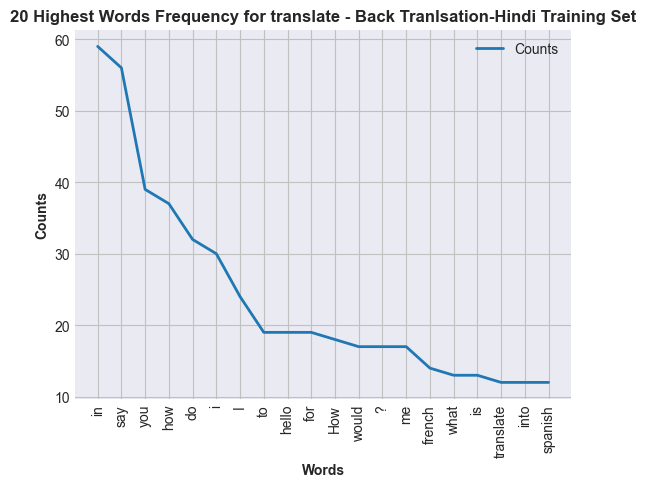 20 Highest Words Frequency for translate - Back Tranlsation-Hindi Training Set
Counts
60
50
40
30
20
10
Counts
in
say
you
how
do
i
I
to
hello
for
How
would
?
me
french
what
is
translate
into
spanish
Words